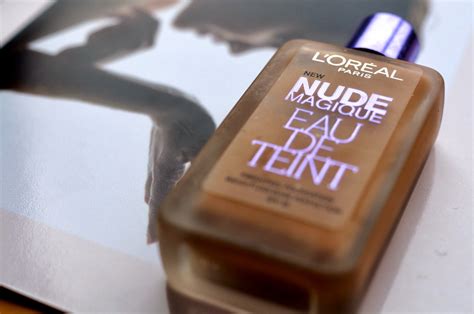 L'ORÉAL
PARIS
NEW
NUDE
MAGIQUE
EAU
DE
TEINT